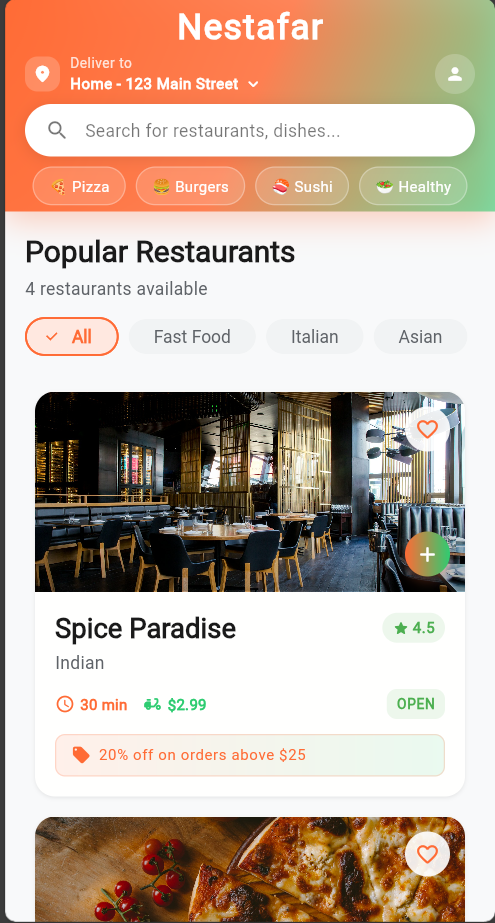 Nestafar
Deliver to
Home - 123 Main Street
Search for restaurants, dishes...
Pizza Burgers Sushi Healthy
Popular Restaurants
4 restaurants available
All Fast Food Italian Asian
Spice Paradise 4.5
Indian
30 min $2.99 OPEN
20% off on orders above $25